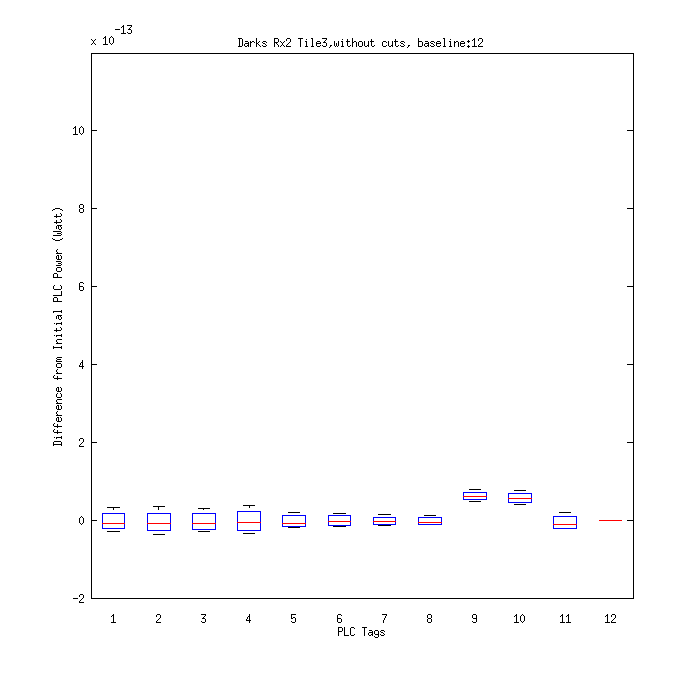 x 10-13
Darks Rx2 Tile3,without cuts, baseline:12
10
8
6
4
2
0
-2
Difference from Initial PLC Power (Watt)
1 2 3 4 5 6 7 8 9 10 11 12
PLC Tags